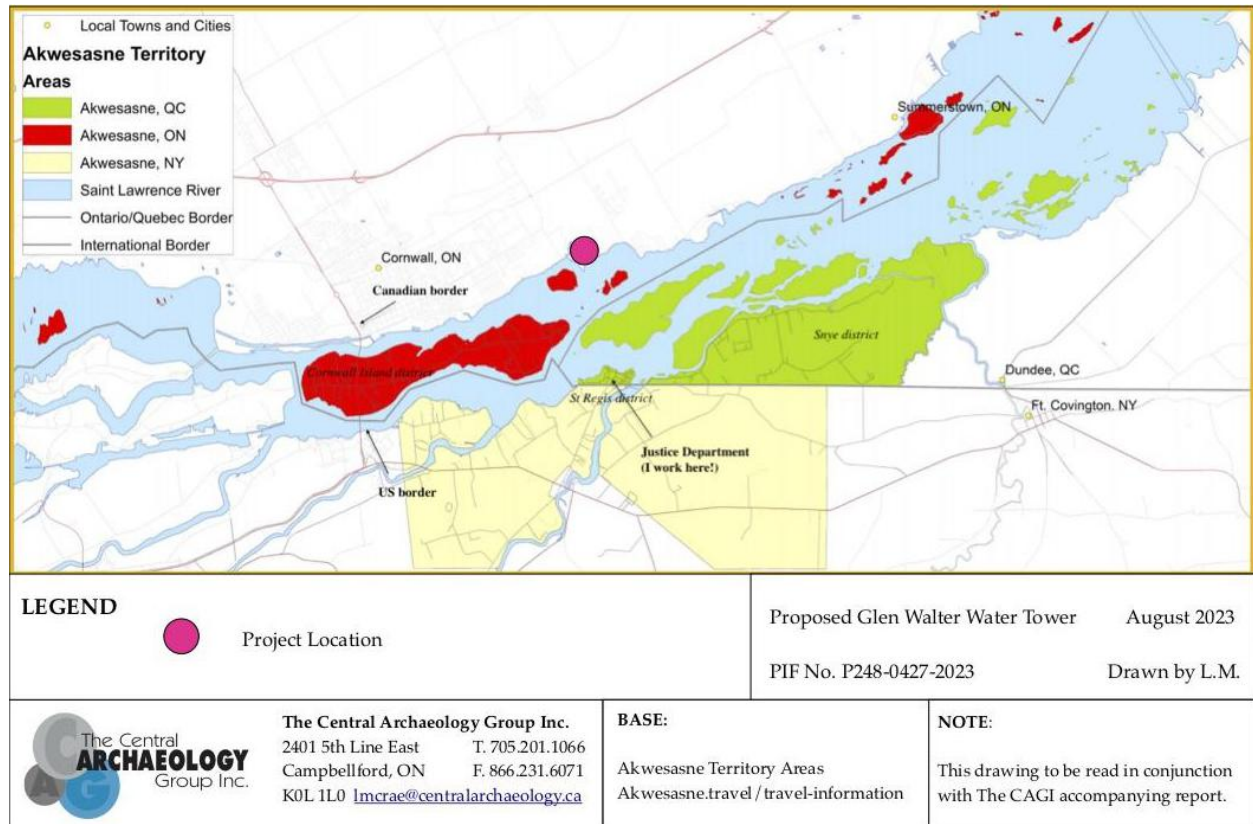 Local Towns and Cities
Akwesasne Territory
Areas
Akwesasne, QC
Akwesasne, ON
Akwesasne, NY
Saint Lawrence River
Ontario/Quebec Border
International Border
Summerstown, ON
Cornwall, ON
Canadian border
Snye district
Cornwall Island district
Dundee, QC
St Regis district
Ft. Covington, NY
Justice Department
(I work here!)
US border
LEGEND
Project Location
Proposed Glen Walter Water Tower August 2023
PIF No. P248-0427-2023 Drawn by L.M.
CAG
The Central
ARCHAEOLOGY
Group Inc.
The Central Archaeology Group Inc.
2401 5th Line East T. 705.201.1066
Campbellford, ON F. 866.231.6071
K0L 1L0 lmcrae@centralarchaeology.ca
BASE:
Akwesasne Territory Areas
Akwesasne.travel/travel-information
NOTE:
This drawing to be read in conjunction
with The CAGI accompanying report.